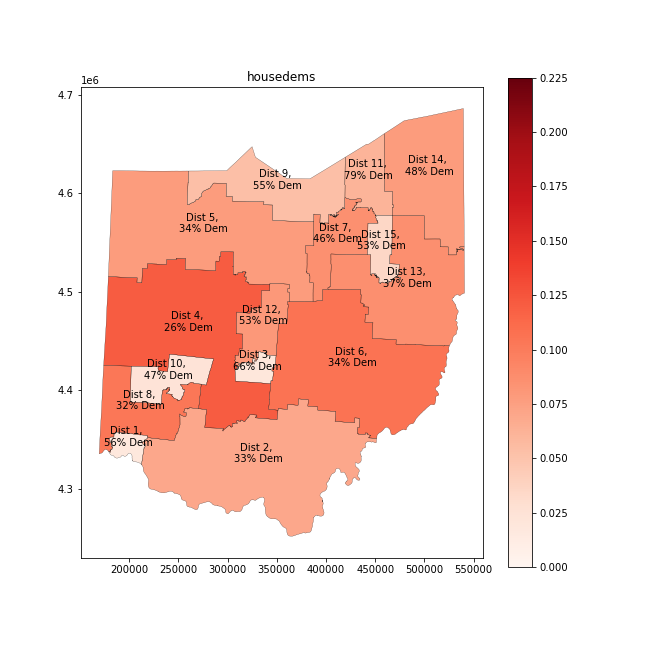 housedems
1e6
4.7
4.6
4.5
4.4
4.3
Dist 9,
55% Dem
Dist 11,
79% Dem
Dist 14,
48% Dem
Dist 5,
34% Dem
Dist 7,
46% Dem
Dist 15,
53% Dem
Dist 13,
37% Dem
Dist 4,
26% Dem
Dist 12,
53% Dem
Dist 3,
66% Dem
Dist 6,
34% Dem
Dist 10,
47% Dem
Dist 8,
32% Dem
Dist 1,
56% Dem
Dist 2,
33% Dem
200000 250000 300000 350000 400000 450000 500000 550000
0.225
0.200
0.175
0.150
0.125
0.100
0.075
0.050
0.025
0.000